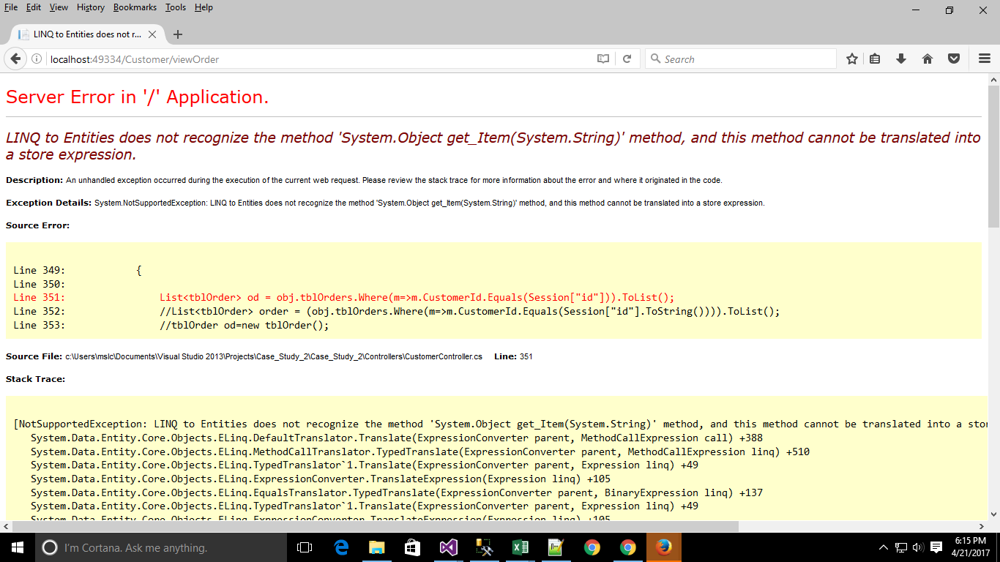 File Edit View History Bookmarks Tools Help
LINQ to Entities does not r...
localhost:49334/Customer/viewOrder
Search
Server Error in '/' Application.
LINQ to Entities does not recognize the method 'System.Object get_Item(System.String)' method, and this method cannot be translated into
a store expression.
Description: An unhandled exception occurred during the execution of the current web request. Please review the stack trace for more information about the error and where it originated in the code.
Exception Details: System.NotSupportedException: LINQ to Entities does not recognize the method 'System.Object get_Item(System.String)' method, and this method cannot be translated into a store expression.
Source Error:
Line 349:            {
Line 350:
Line 351:                List<tblOrder> od = obj.tblOrders.Where(m=>m.CustomerId.Equals(Session["id"])).ToList();
Line 352:                //List<tblOrder> order = (obj.tblOrders.Where(m=>m.CustomerId.Equals(Session["id"].ToString()))).ToList();
Line 353:                //tblOrder od=new tblOrder();
Source File: c:\Users\mslc\Documents\Visual Studio 2013\Projects\Case_Study_2\Case_Study_2\Controllers\CustomerController.cs    Line: 351
Stack Trace:
[NotSupportedException: LINQ to Entities does not recognize the method 'System.Object get_Item(System.String)' method, and this method cannot be translated into a sto
System.Data.Entity.Core.Objects.ELinq.DefaultTranslator.Translate(ExpressionConverter parent, MethodCallExpression call) +388
System.Data.Entity.Core.Objects.ELinq.MethodCallTranslator.TypedTranslate(ExpressionConverter parent, MethodCallExpression linq) +510
System.Data.Entity.Core.Objects.ELinq.TypedTranslator`1.Translate(ExpressionConverter parent, Expression linq) +49
System.Data.Entity.Core.Objects.ELinq.ExpressionConverter.TranslateExpression(Expression linq) +105
System.Data.Entity.Core.Objects.ELinq.EqualsTranslator.TypedTranslate(ExpressionConverter parent, BinaryExpression linq) +137
System.Data.Entity.Core.Objects.ELinq.TypedTranslator`1.Translate(ExpressionConverter parent, Expression linq) +49
System.Data.Entity.Core.Objects.ELinq.ExpressionConverter.TranslateExpression(Expression linq) +105
I'm Cortana. Ask me anything.
6:15 PM
4/21/2017